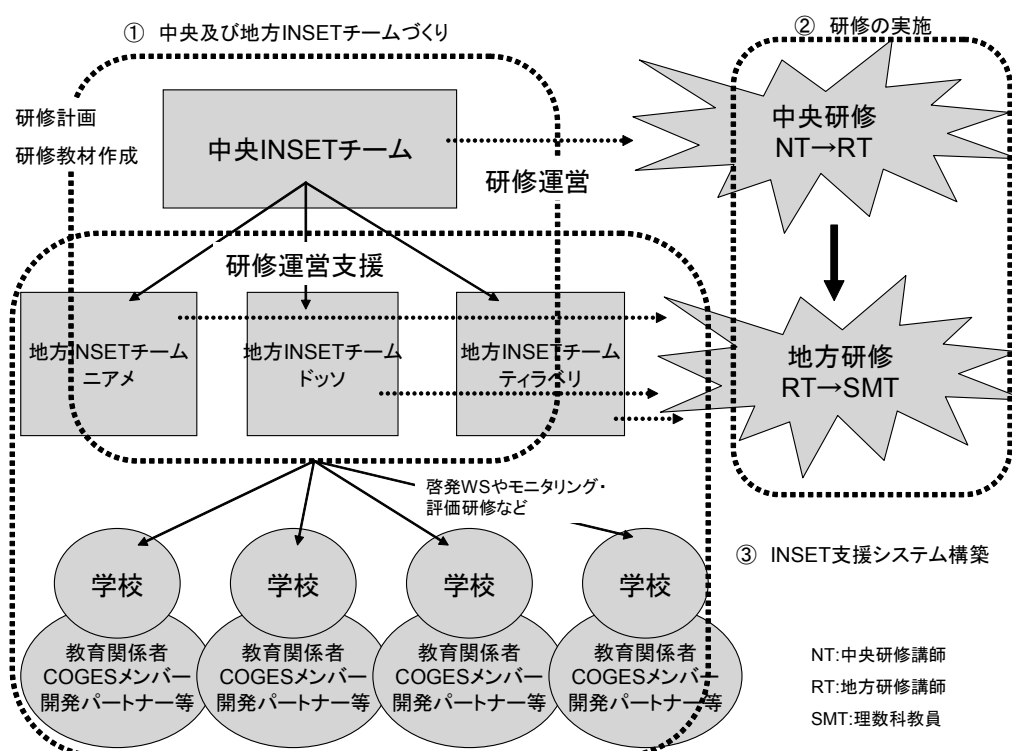 ① 中央及び地方INSETチームづくり
② 研修の実施
研修計画
研修教材作成
中央INSETチーム
研修運営
中央研修
NT→RT
研修運営支援
地方INSETチーム
ニアメ
地方INSETチーム
ドッソ
地方INSETチーム
ティラベリ
地方研修
RT→SMT
啓発WSやモニタリング・
評価研修など
③ INSET支援システム構築
学校
学校
学校
学校
教育関係者
COGESメンバー
開発パートナー等
教育関係者
COGESメンバー
開発パートナー等
教育関係者
COGESメンバー
開発パートナー等
教育関係者
COGESメンバー
開発パートナー等
NT:中央研修講師
RT:地方研修講師
SMT:理数科教員